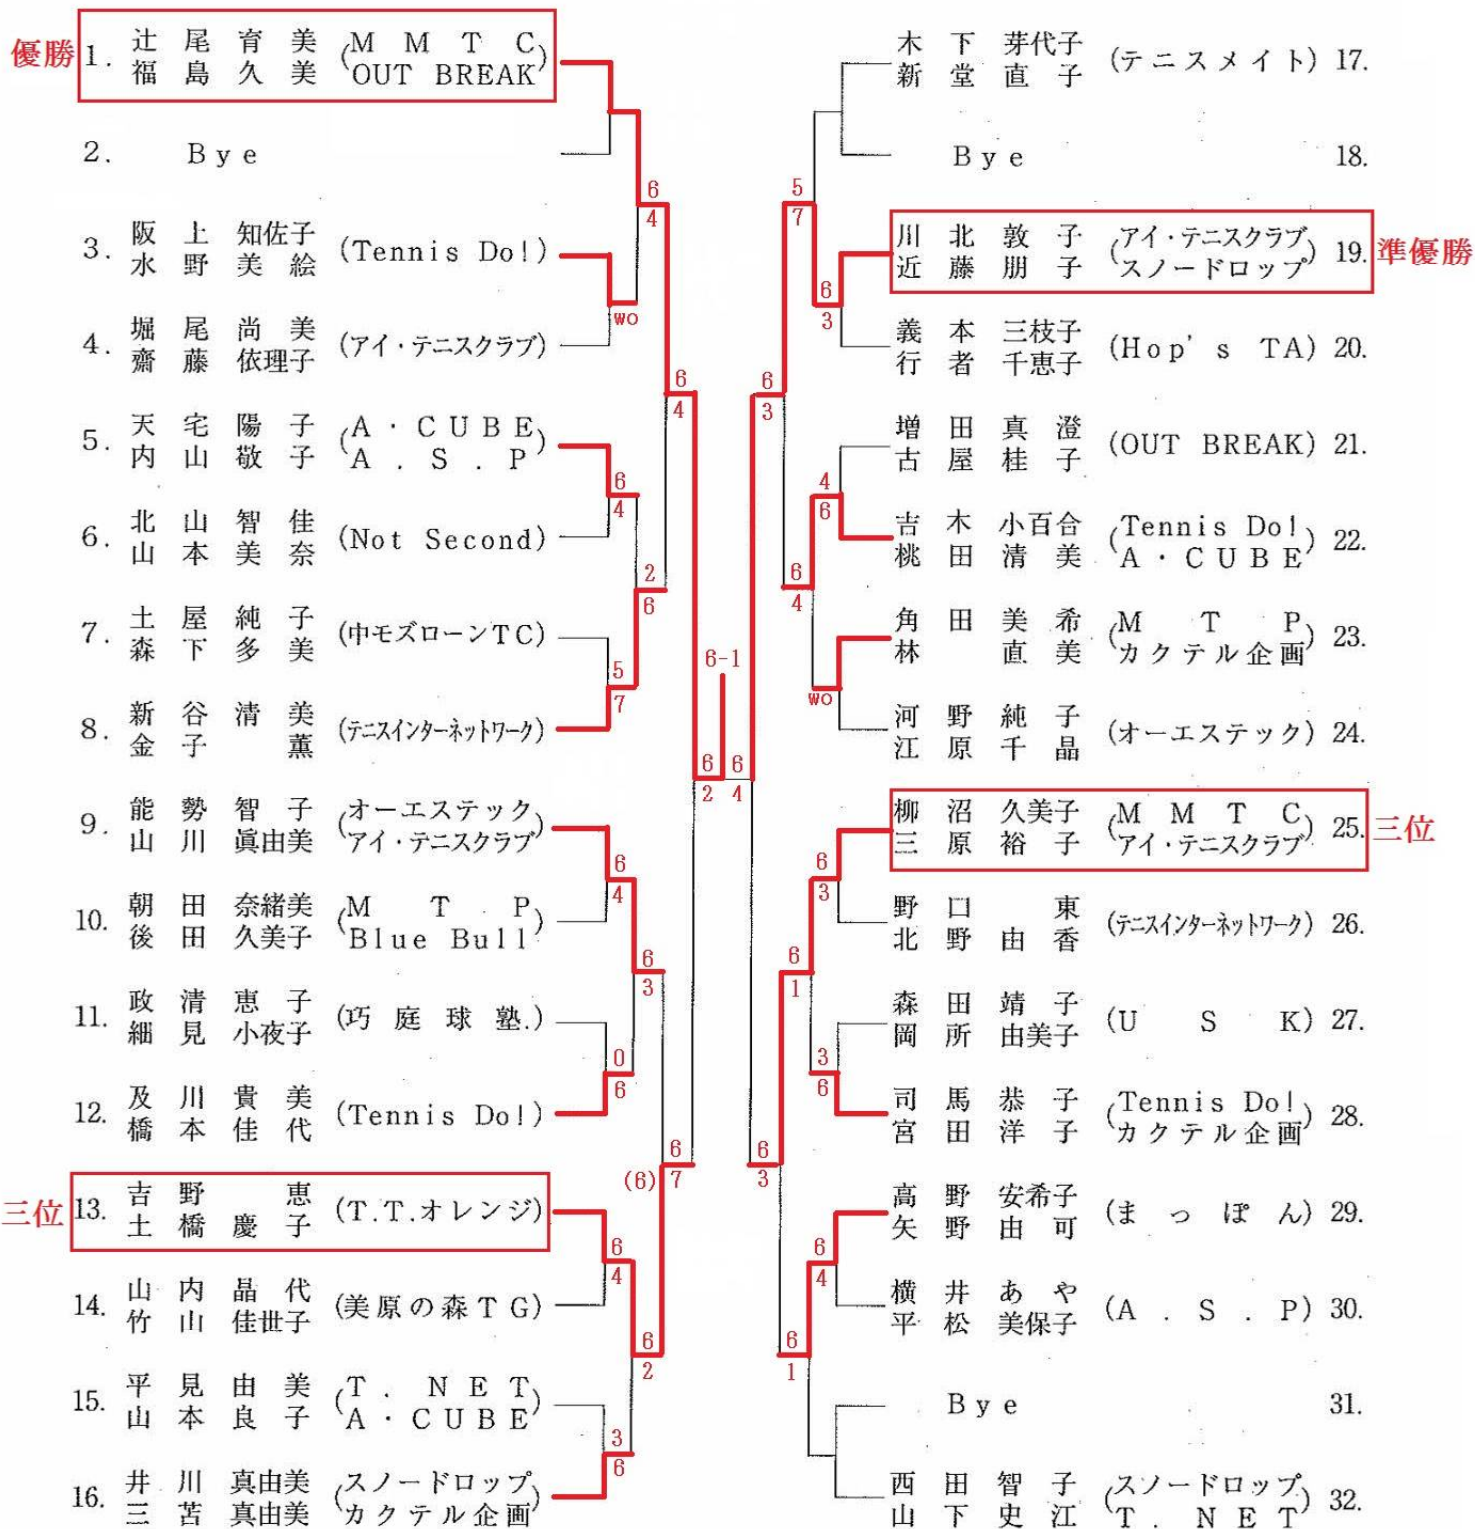 優勝
1. 辻尾育美 (MMTC)
福島久美 (OUT BREAK)
2. Bye
3. 阪上知佐子 (Tennis Do!)
水野美絵
4. 堀尾尚美 (アイ・テニスクラブ)
齋藤依理子
5. 天宅陽子 (A・CUBE)
内山敬子 (A.S.P)
6. 北山智佳 (Not Second)
山本美奈
7. 土屋純子 (中モズローンTC)
森下多美
8. 新谷清美 (テニスインターネットワーク)
金子薫
9. 能勢智子 (オーエステック)
山川眞由美 (アイ・テニスクラブ)
10. 朝田奈緒美 (MTP)
後田久美子 (Blue Bull)
11. 政清恵子 (巧庭球塾.)
細見小夜子
12. 及川貴美 (Tennis Do!)
橋本佳代
三位
13. 吉野恵 (T.T.オレンジ)
土橋慶子
14. 山内晶代 (美原の森TG)
竹山佳世子
15. 平見由美 (T.NET)
山本良子 (A・CUBE)
16. 井川真由美 (スノードロップ)
三苫真由美 (カクテル企画)
6
4
wo
6
4
6
4
2
6
5
7
6
2
6
4
6
3
0
6
6
(6) 7
6
4
6
2
3
6
6-1
5
7
6
3
6
3
4
6
6
4
wo
6
4
6
3
6
1
3
6
6
3
6
4
6
1
木下芽代子 (テニスメイト) 17.
新堂直子
Bye 18.
川北敦子 (アイ・テニスクラブ) 19.
近藤朋子 (スノードロップ)
準優勝
義本三枝子 (Hop's TA) 20.
行者千恵子
増田真澄 (OUT BREAK) 21.
古屋桂子
吉木小百合 (Tennis Do!) 22.
桃田清美 (A・CUBE)
角田美希 (MTP) 23.
林直美 (カクテル企画)
河野純子 (オーエステック) 24.
江原千晶
柳沼久美子 (MMTC) 25.
三原裕子 (アイ・テニスクラブ)
三位
野口東 (テニスインターネットワーク) 26.
北野由香
森田靖子 (USK) 27.
岡所由美子
司馬恭子 (Tennis Do!) 28.
宮田洋子 (カクテル企画)
高野安希子 (まっぽん) 29.
矢野由可
横井あや (A.S.P) 30.
平松美保子
Bye 31.
西田智子 (スノードロップ) 32.
山下史江 (T.NET)